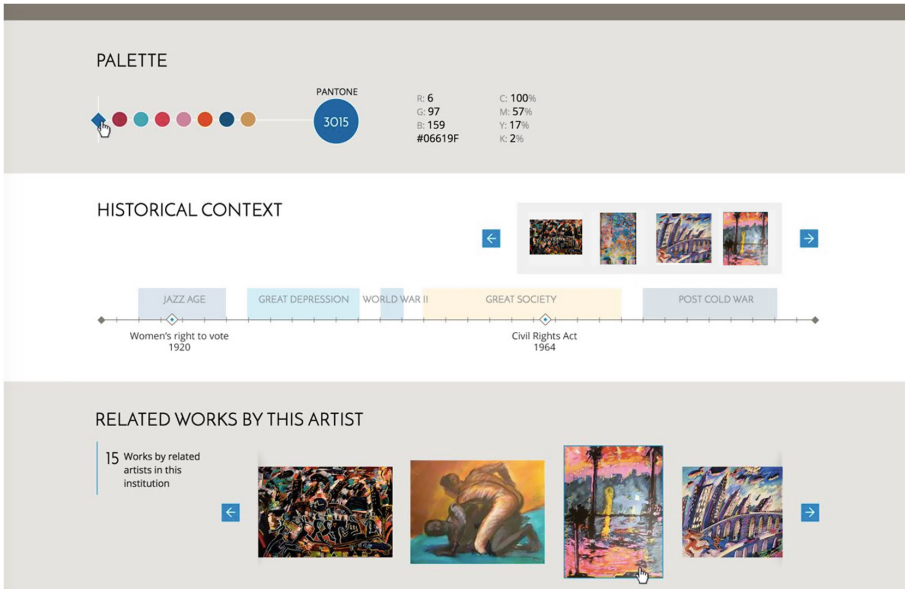 PALETTE
PANTONE
3015
R: 6
G: 97
B: 159
#06619F
C: 100%
M: 57%
Y: 17%
K: 2%
HISTORICAL CONTEXT
JAZZ AGE
GREAT DEPRESSION
WORLD WAR II
GREAT SOCIETY
POST COLD WAR
Women's right to vote
1920
Civil Rights Act
1964
RELATED WORKS BY THIS ARTIST
15 Works by related
artists in this
institution